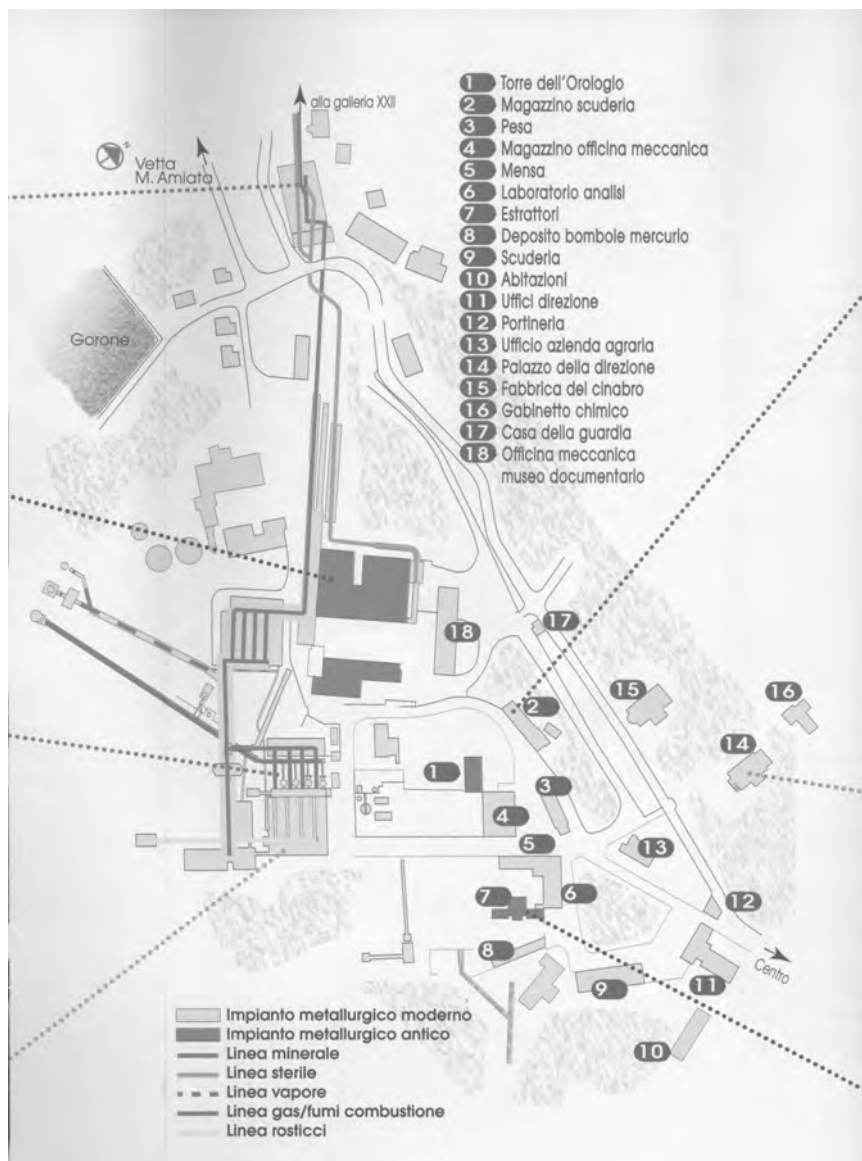 alla galleria XXII
N
Vetta
M. Amiata
Gorone
1 Torre dell'Orologio
2 Magazzino scuderia
3 Pesa
4 Magazzino officina meccanica
5 Mensa
6 Laboratorio analisi
7 Estrattori
8 Deposito bombole mercurio
9 Scuderia
10 Abitazioni
11 Uffici direzione
12 Portineria
13 Ufficio azienda agraria
14 Palazzo della direzione
15 Fabbrica del cinabro
16 Gabinetto chimico
17 Casa della guardia
18 Officina meccanica
museo documentario
17
18
15
16
2
14
1
3
4
5
13
7
6
12
8
Centro
9
11
10
Impianto metallurgico moderno
Impianto metallurgico antico
Linea minerale
Linea sterile
Linea vapore
Linea gas/fumi combustione
Linea rosticci